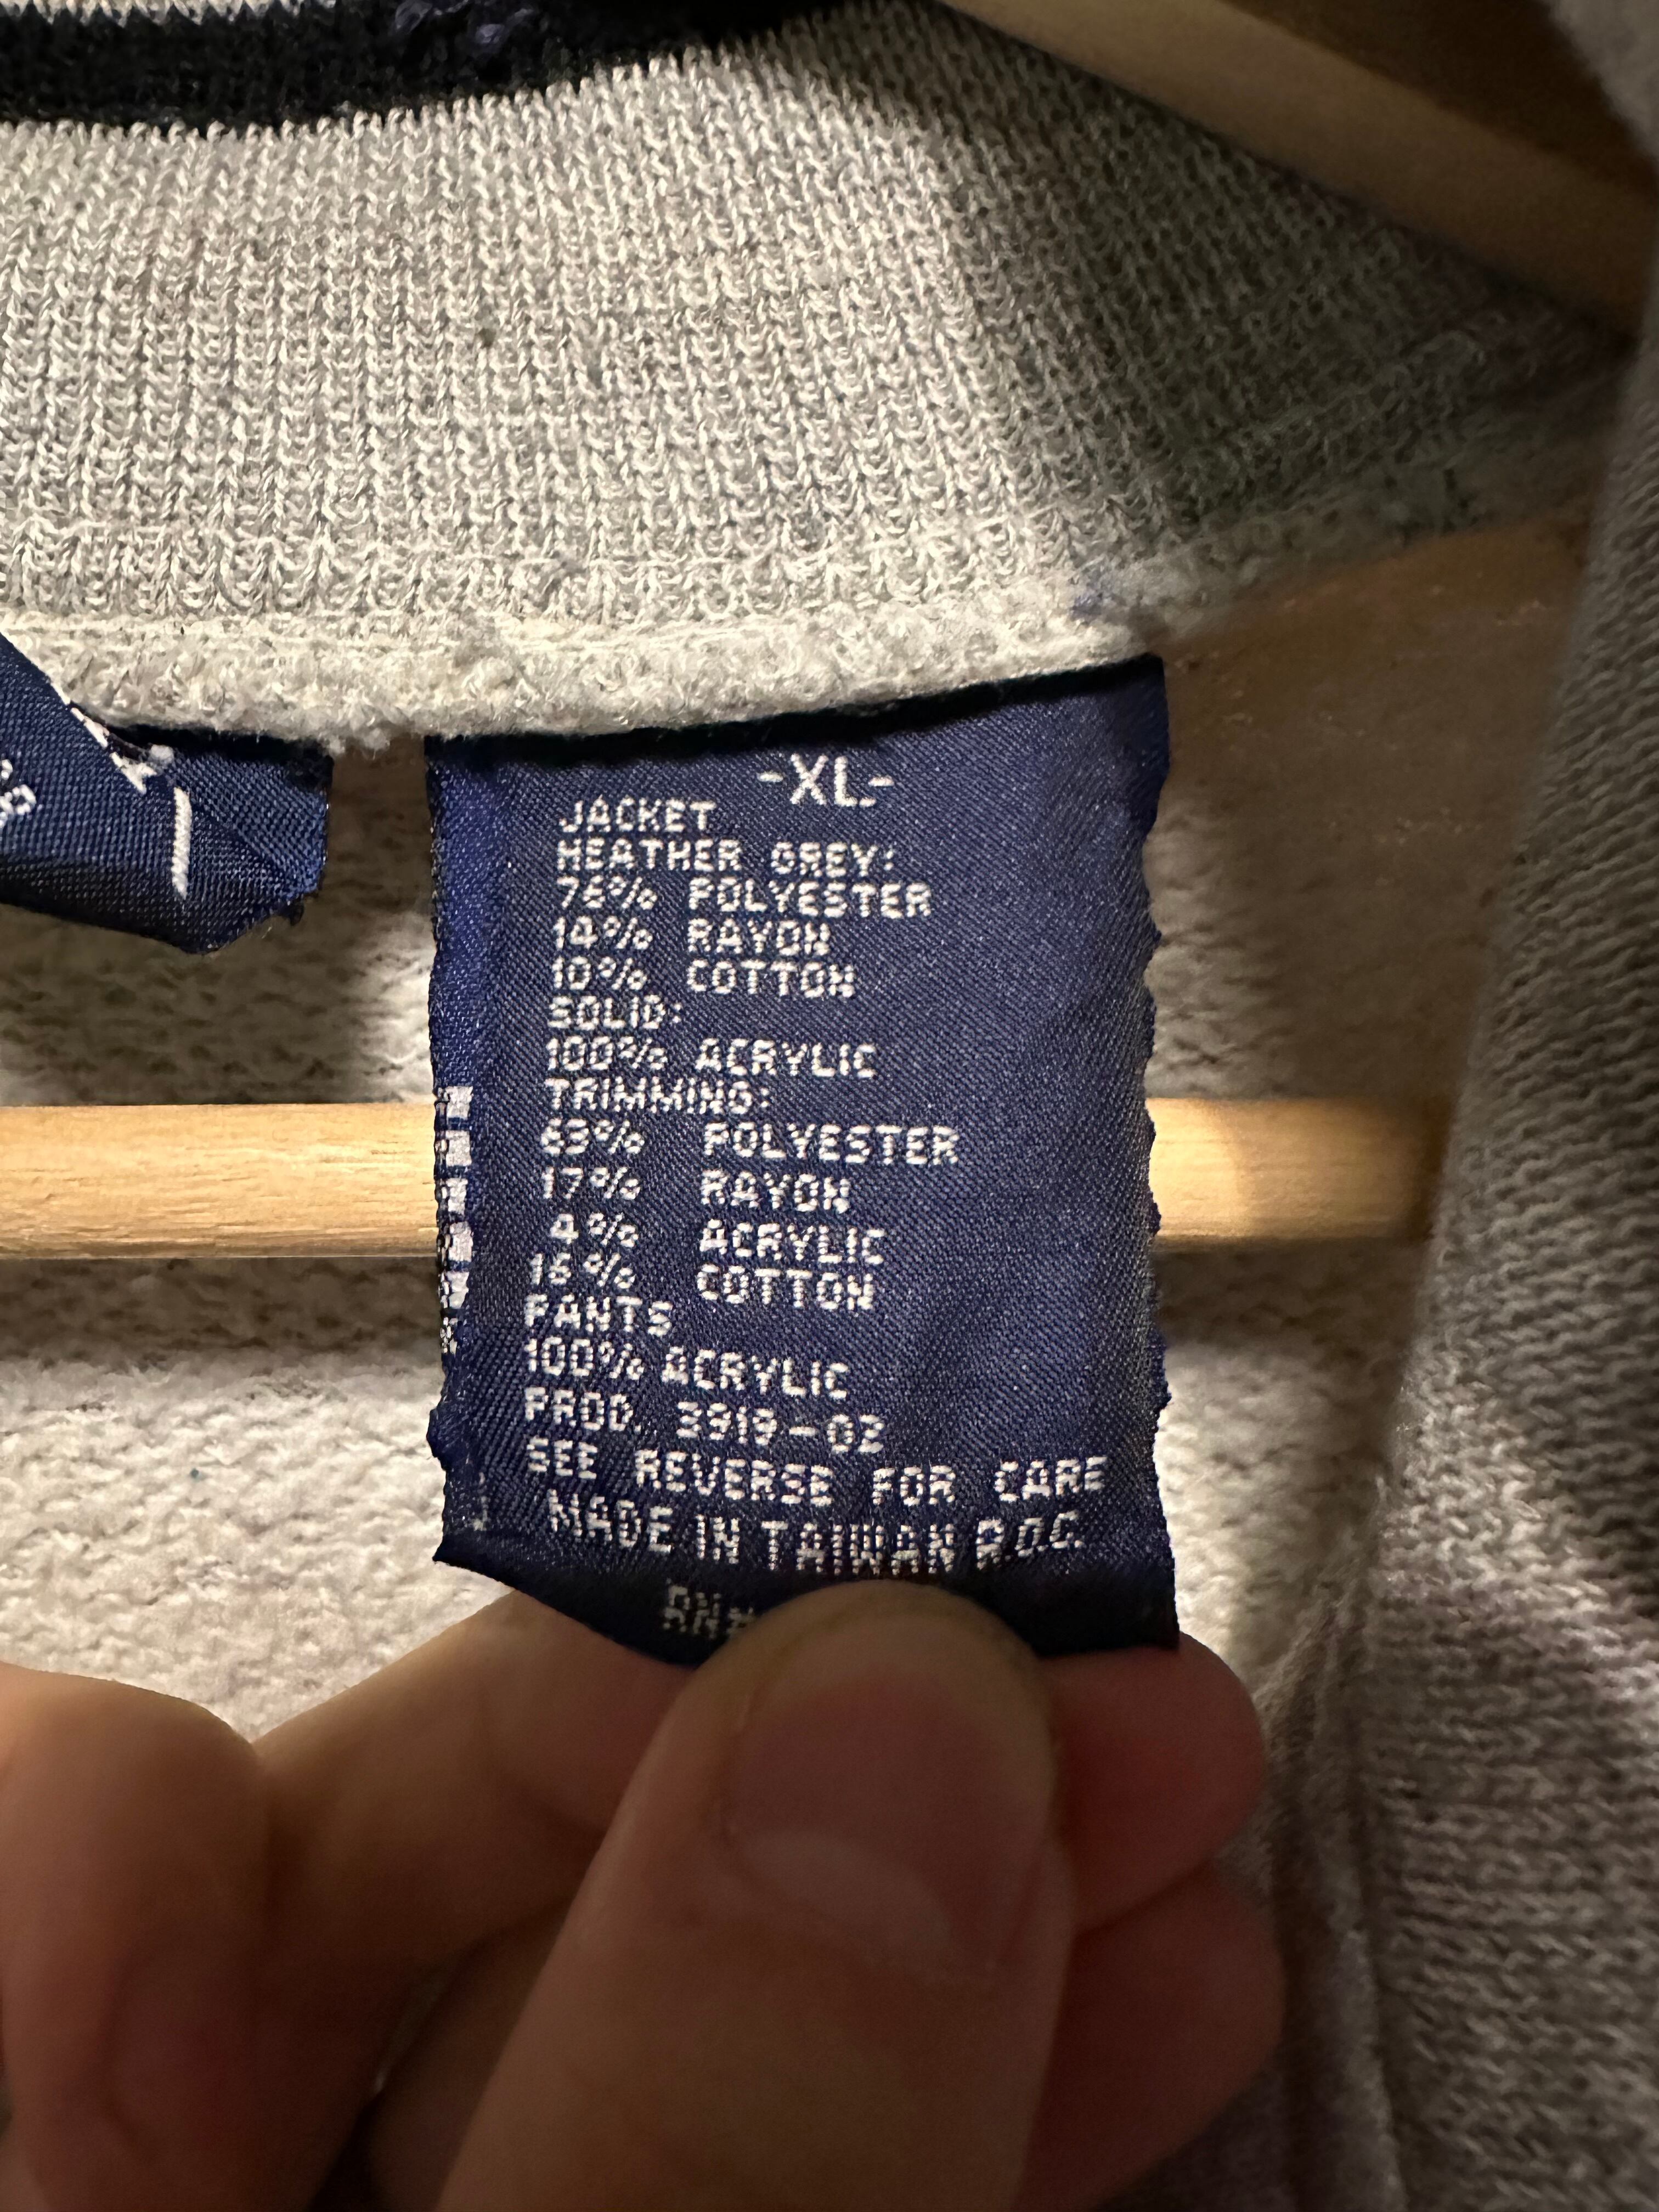 -XL-
JACKET
HEATHER GREY:
76% POLYESTER
14% RAYON
10% COTTON
SOLID:
100% ACRYLIC
TRIMMING:
63% POLYESTER
17% RAYON
4% ACRYLIC
16% COTTON
PANTS
100% ACRYLIC
PROD. 3919-02
SEE REVERSE FOR CARE
MADE IN TAIWAN R.O.C.
RN#